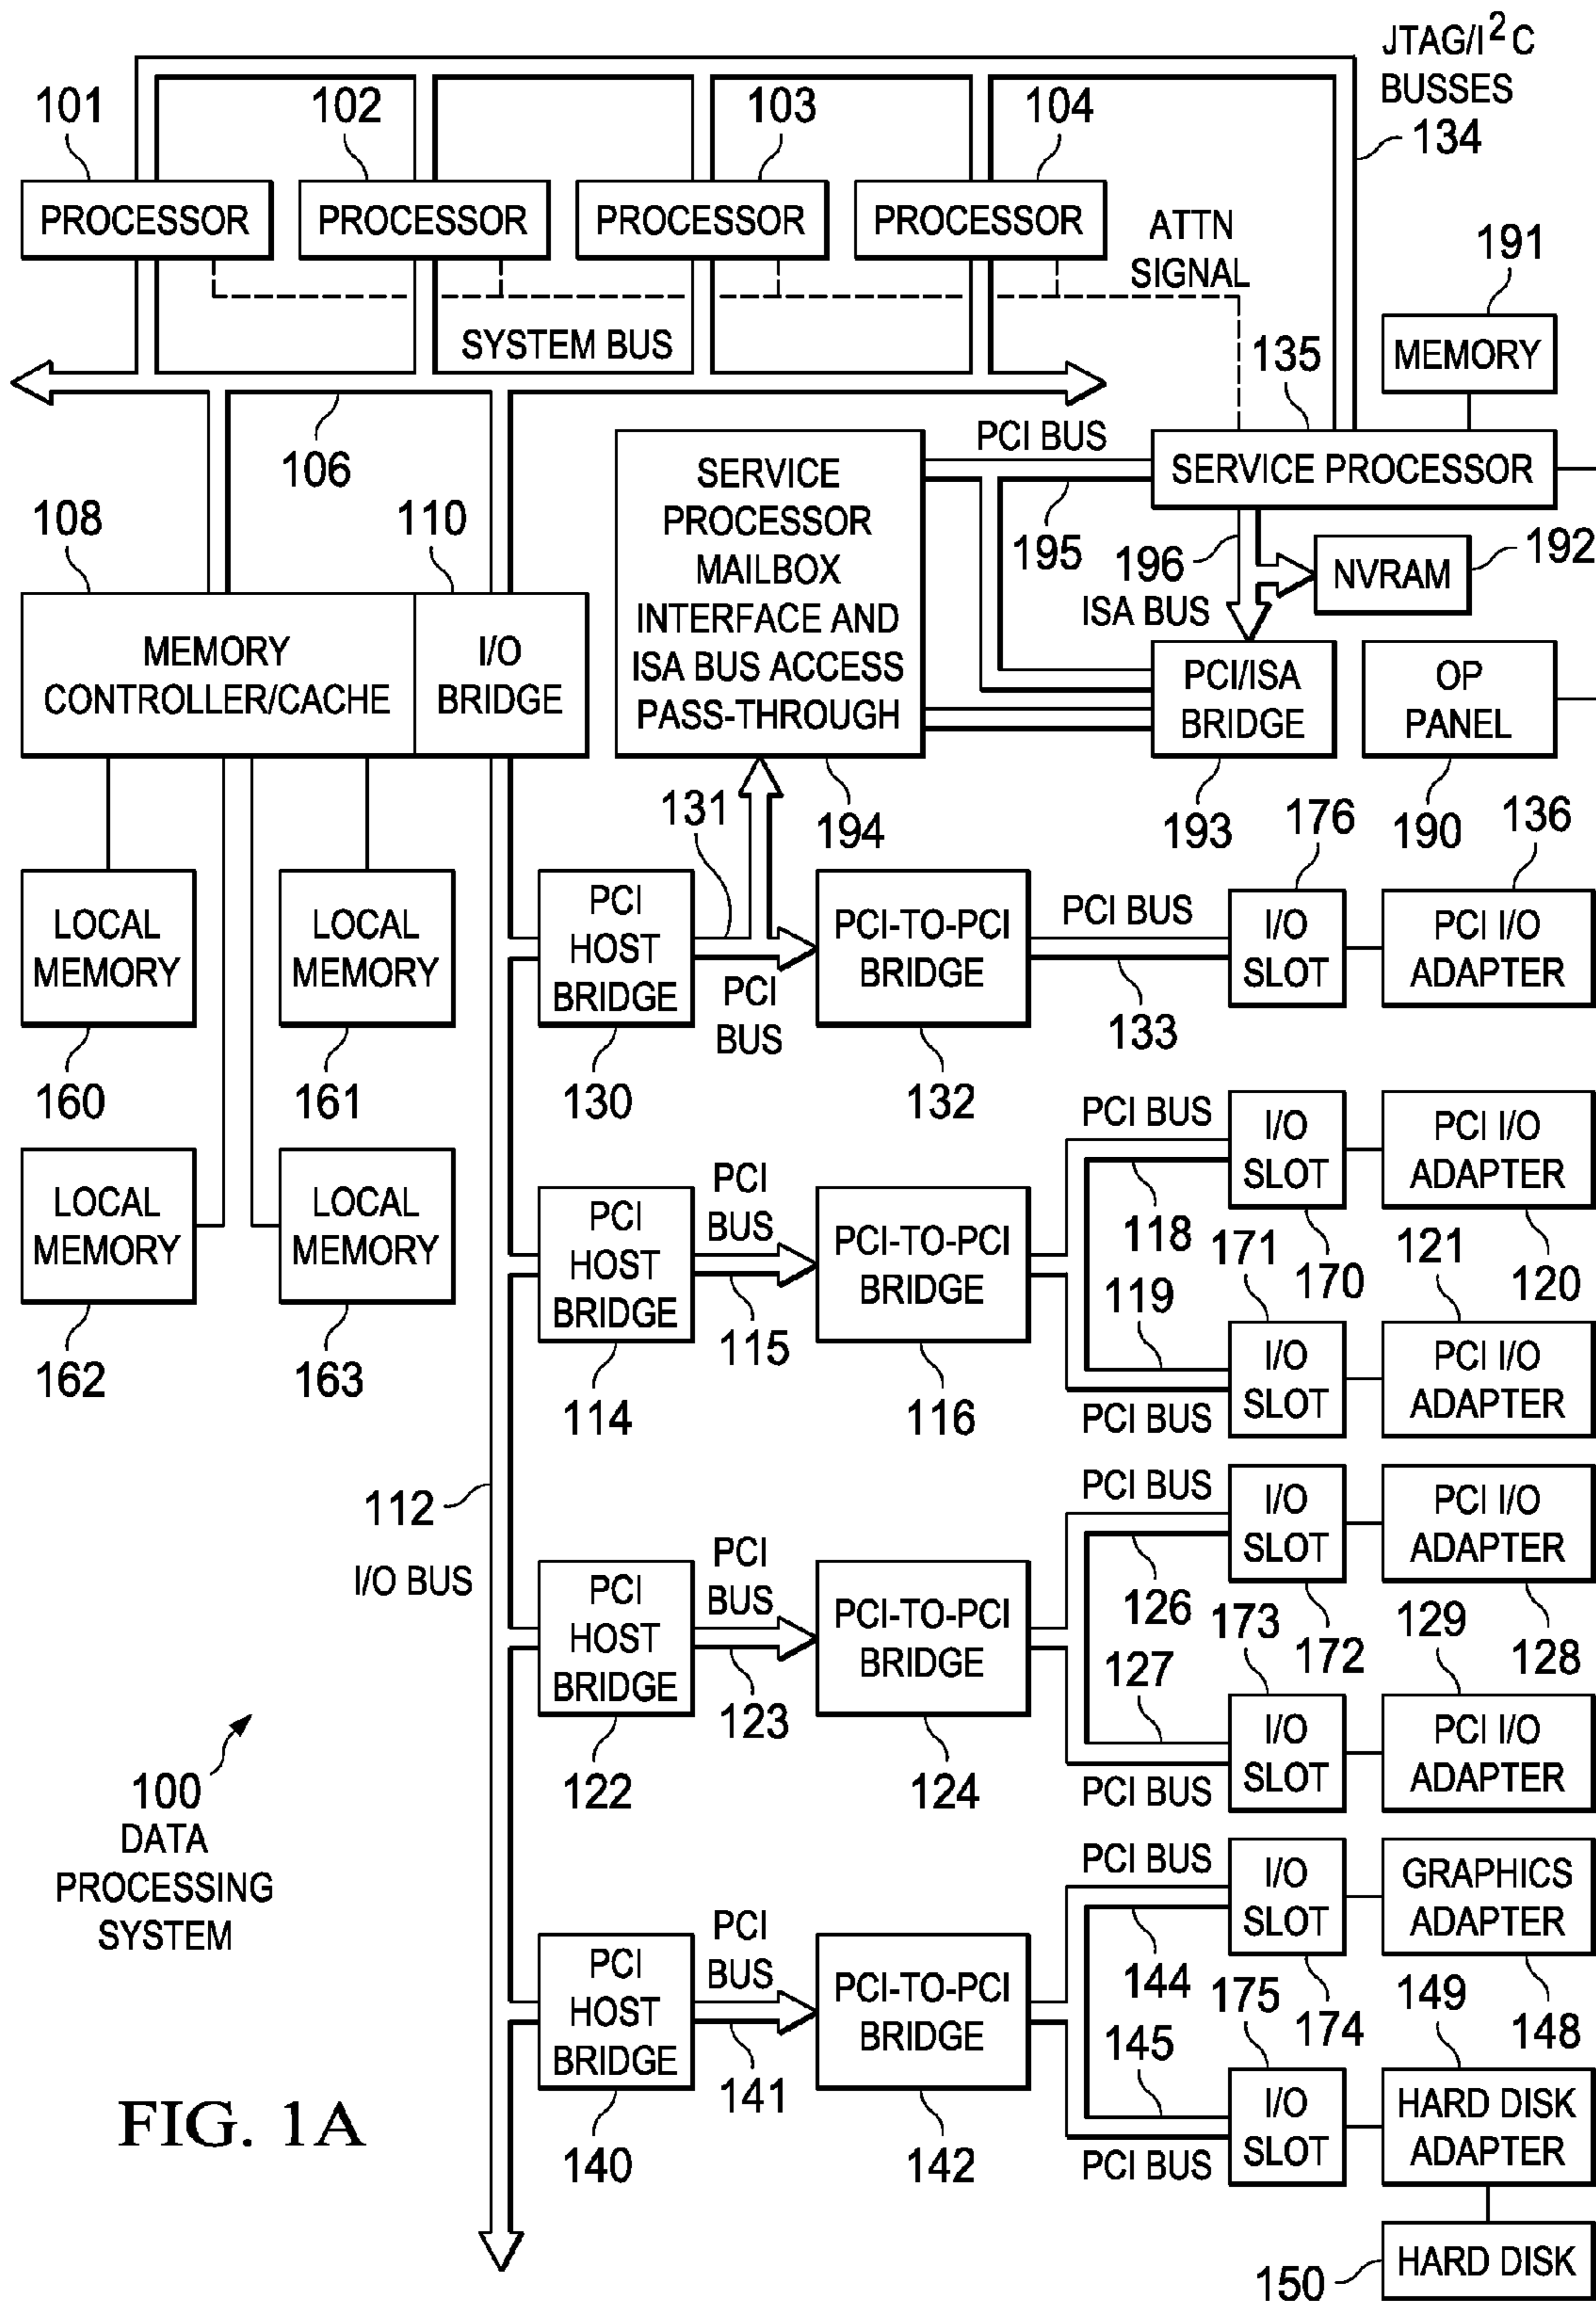 JTAG/I²C
BUSSES
134
101
102
103
104
PROCESSOR
PROCESSOR
PROCESSOR
PROCESSOR
ATTN
SIGNAL
191
MEMORY
SYSTEM BUS
135
106
PCI BUS
SERVICE PROCESSOR
195
196
ISA BUS
NVRAM
192
108
110
MEMORY
CONTROLLER/CACHE
I/O
BRIDGE
SERVICE
PROCESSOR
MAILBOX
INTERFACE AND
ISA BUS ACCESS
PASS-THROUGH
PCI/ISA
BRIDGE
OP
PANEL
131
194
193
190
176
136
LOCAL
MEMORY
LOCAL
MEMORY
160
161
PCI
HOST
BRIDGE
PCI
BUS
PCI-TO-PCI
BRIDGE
PCI BUS
133
I/O
SLOT
PCI I/O
ADAPTER
130
132
LOCAL
MEMORY
LOCAL
MEMORY
162
163
PCI
HOST
BRIDGE
PCI
BUS
115
PCI-TO-PCI
BRIDGE
114
116
PCI BUS
118
I/O
SLOT
PCI I/O
ADAPTER
119
171
170
121
120
PCI BUS
I/O
SLOT
PCI I/O
ADAPTER
112
I/O BUS
PCI
HOST
BRIDGE
PCI
BUS
123
PCI-TO-PCI
BRIDGE
122
124
PCI BUS
126
I/O
SLOT
PCI I/O
ADAPTER
127
173
172
129
128
PCI BUS
I/O
SLOT
PCI I/O
ADAPTER
100
DATA
PROCESSING
SYSTEM
PCI
HOST
BRIDGE
PCI
BUS
141
PCI-TO-PCI
BRIDGE
140
142
PCI BUS
144
I/O
SLOT
GRAPHICS
ADAPTER
145
175
174
149
148
PCI BUS
I/O
SLOT
HARD DISK
ADAPTER
150
HARD DISK
FIG. 1A